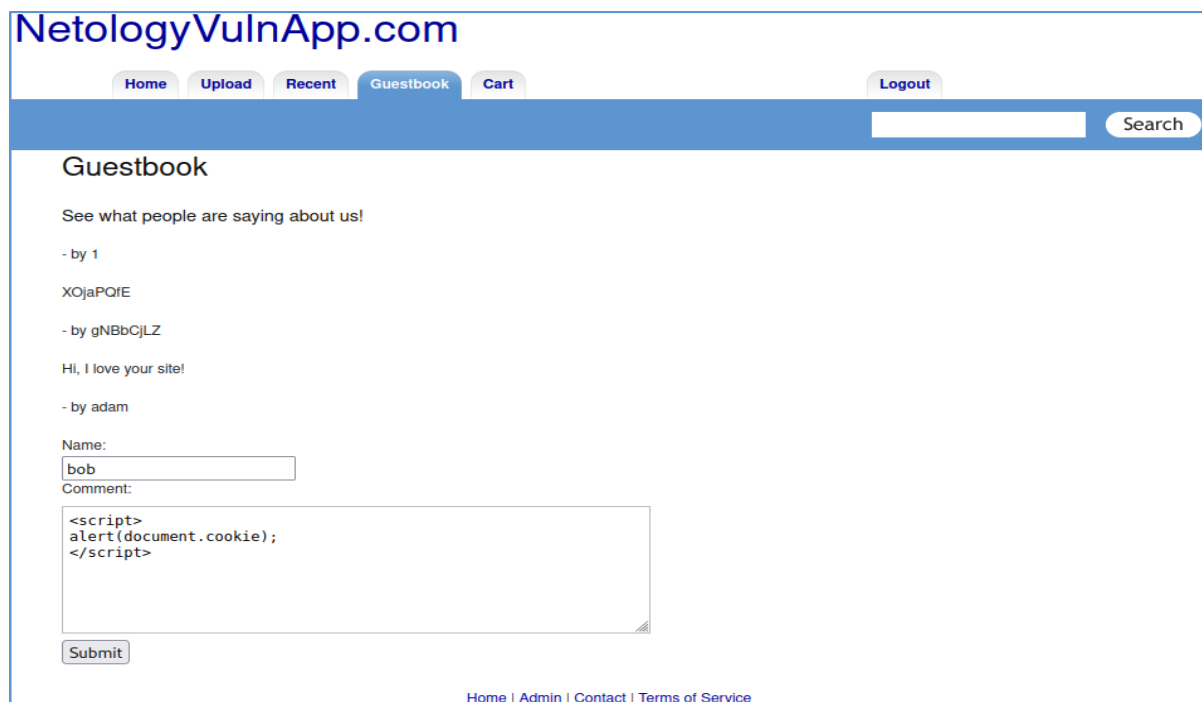 NetologyVulnApp.com
Home Upload Recent Guestbook Cart Logout
Search
Guestbook
See what people are saying about us!
- by 1
XOjaPQfE
- by gNBbCjLZ
Hi, I love your site!
- by adam
Name:
bob
Comment:
<script>
alert(document.cookie);
</script>
Submit
Home | Admin | Contact | Terms of Service